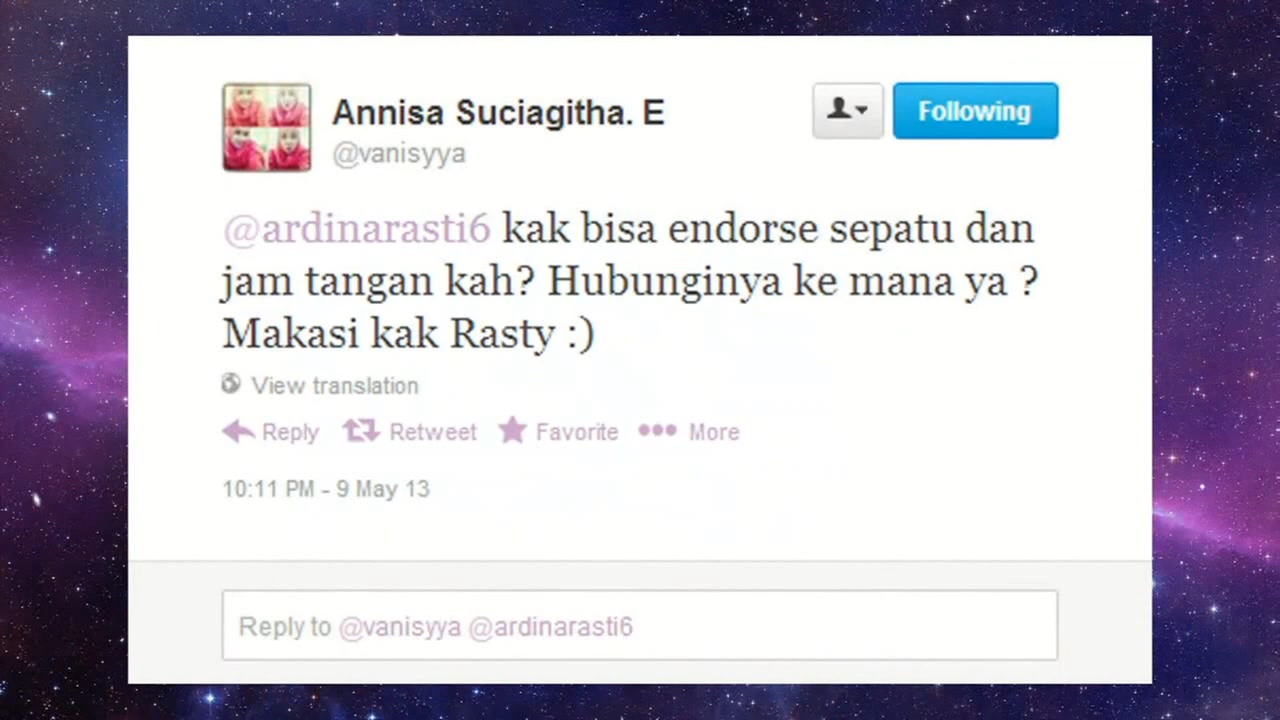 Annisa Suciagitha. E
@vanisyya
Following
@ardinarasti6 kak bisa endorse sepatu dan
jam tangan kah? Hubunginya ke mana ya ?
Makasi kak Rasty :)
View translation
Reply Retweet Favorite More
10:11 PM - 9 May 13
Reply to @vanisyya @ardinarasti6